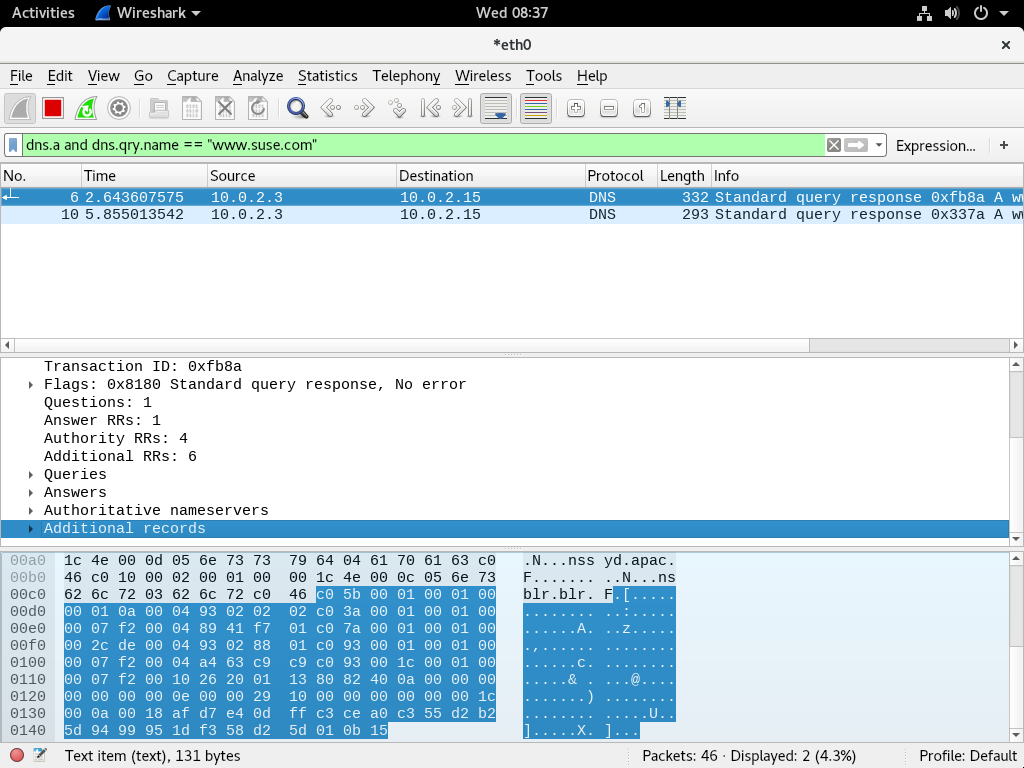 Activities Wireshark Wed 08:37
*eth0
File Edit View Go Capture Analyze Statistics Telephony Wireless Tools Help
dns.a and dns.qry.name == "www.suse.com" Expression... +
No. Time Source Destination Protocol Length Info
6 2.643607575 10.0.2.3 10.0.2.15 DNS 332 Standard query response 0xfb8a A
10 5.855013542 10.0.2.3 10.0.2.15 DNS 293 Standard query response 0x337a A
Transaction ID: 0xfb8a
Flags: 0x8180 Standard query response, No error
Questions: 1
Answer RRs: 1
Authority RRs: 4
Additional RRs: 6
Queries
Answers
Authoritative nameservers
Additional records
00a0 1c 4e 00 0d 05 6e 73 73 79 64 04 61 70 61 63 c0 .N...nss yd.apac.
00b0 46 c0 10 00 02 00 01 00 00 1c 4e 00 0c 05 6e 73 F....... ..N...ns
00c0 62 6c 72 03 62 6c 72 c0 46 c0 5b 00 01 00 01 00 blr.blr. F.[.....
00d0 00 01 0a 00 04 93 02 02 02 c0 3a 00 01 00 01 00 ........ ..:.....
00e0 00 07 f2 00 04 89 41 f7 01 c0 7a 00 01 00 01 00 ......A. ..z.....
00f0 00 2c de 00 04 93 02 88 01 c0 93 00 01 00 01 00 .,...... ........
0100 00 07 f2 00 04 a4 63 c9 c9 c0 93 00 1c 00 01 00 ......c. ........
0110 00 07 f2 00 10 26 20 01 13 80 82 40 0a 00 00 00 .....& . ...@....
0120 00 00 00 00 0e 00 00 29 10 00 00 00 00 00 00 1c .......) ........
0130 00 0a 00 18 af d7 e4 0d ff c3 ce a0 c3 55 d2 b2 ........ .....U..
0140 5d 94 99 95 1d f3 58 d2 5d 01 0b 15 ].....X. ]...
Text item (text), 131 bytes Packets: 46 · Displayed: 2 (4.3%) Profile: Default